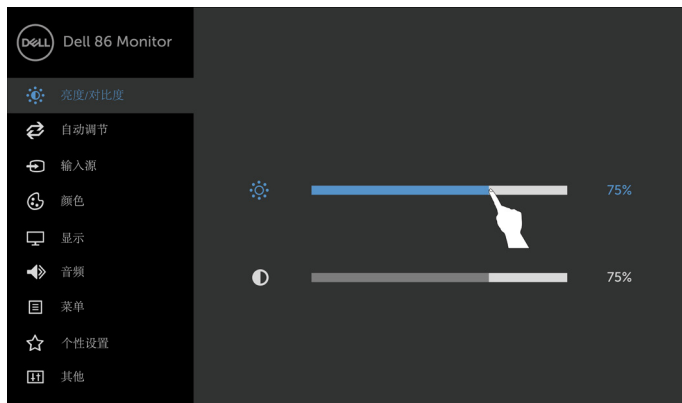 DELL
Dell 86 Monitor
亮度/对比度
自动调节
输入源
颜色
显示
音频
菜单
个性设置
其他
75%
75%